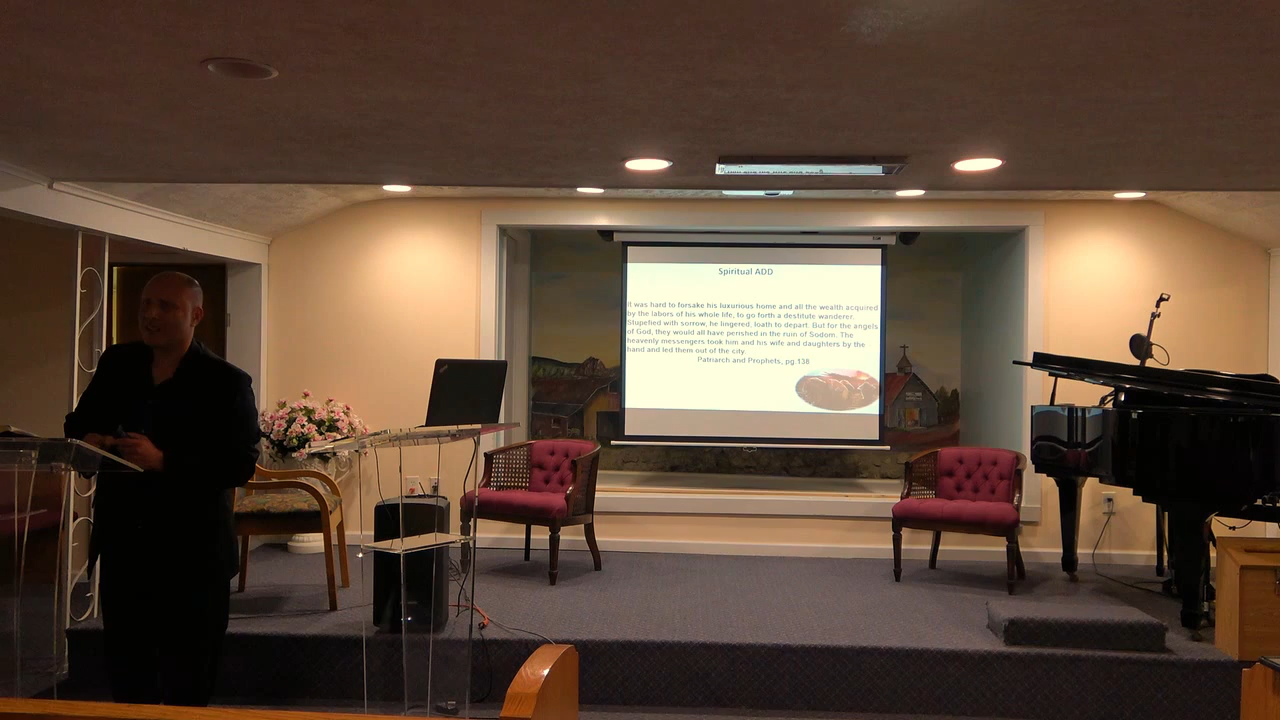 Spiritual ADD
It was hard to forsake his luxurious home and all the wealth acquired
by the labors of his whole life, to go forth a destitute wanderer.
Stupefied with sorrow, he lingered, loath to depart. But for the angels
of God, they would all have perished in the ruin of Sodom. The
heavenly messengers took him and his wife and daughters by the
hand and led them out of the city.
Patriarch and Prophets, pg.138